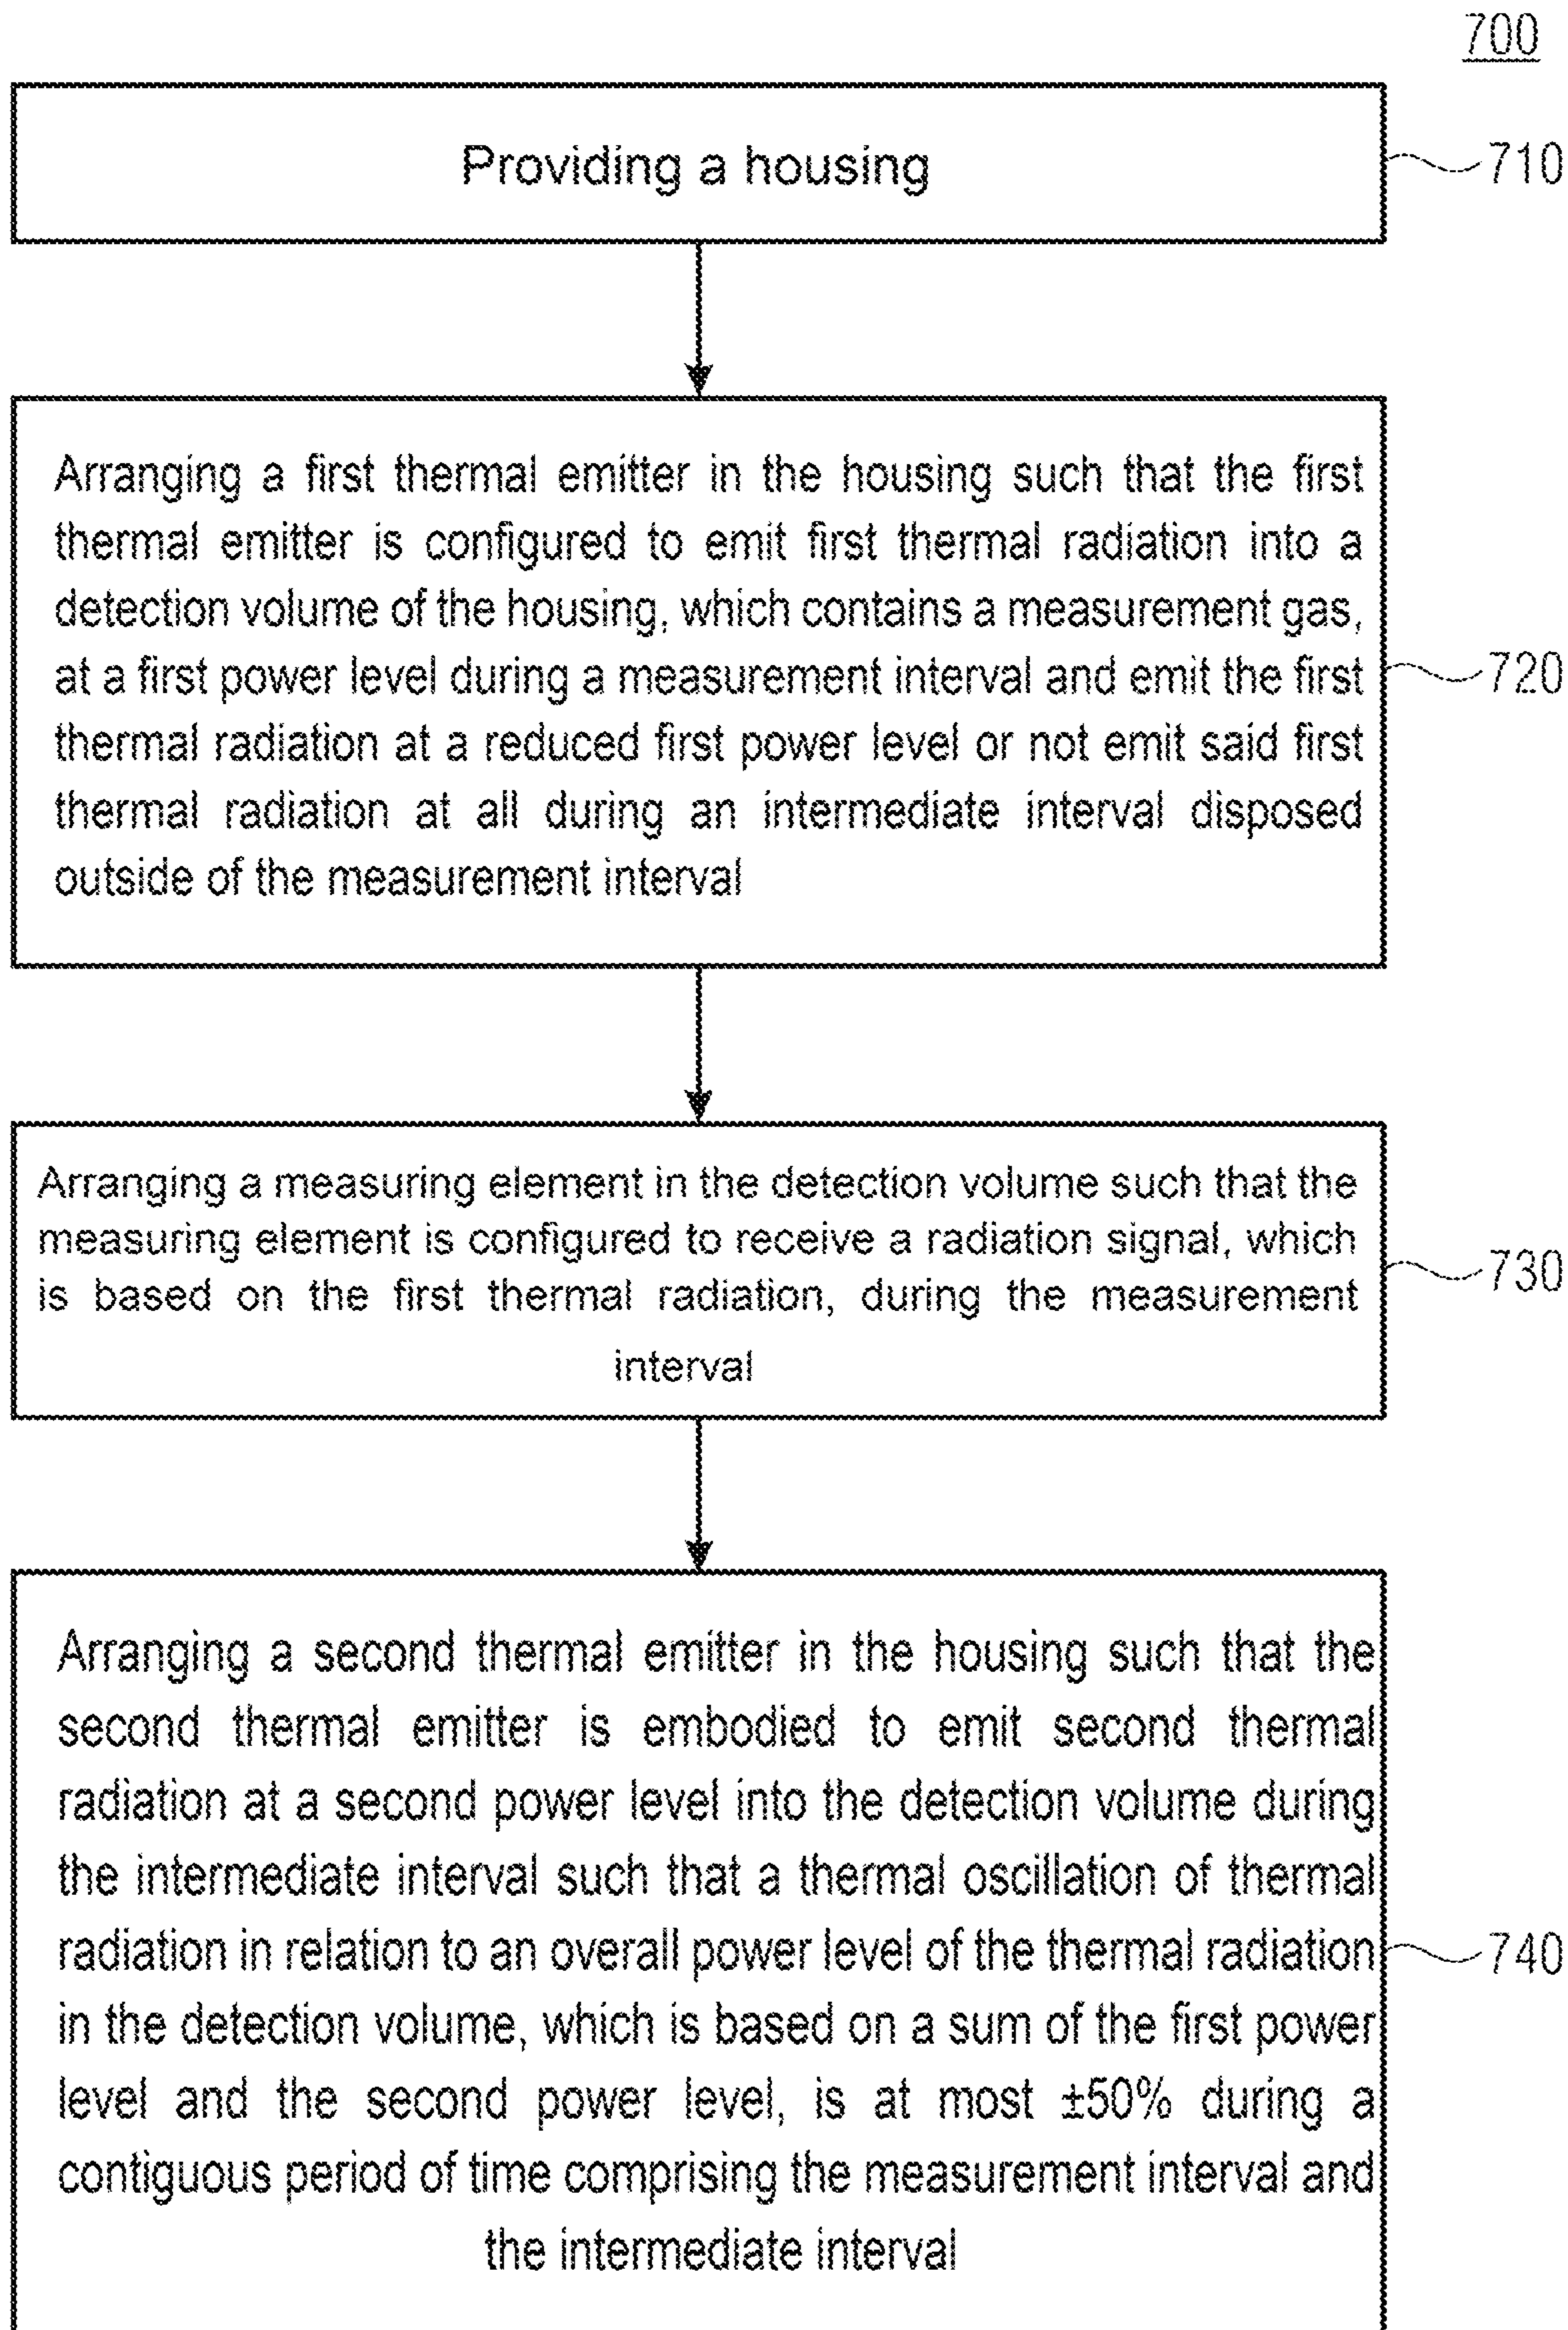 700
Providing a housing
710
Arranging a first thermal emitter in the housing such that the first
thermal emitter is configured to emit first thermal radiation into a
detection volume of the housing, which contains a measurement gas,
at a first power level during a measurement interval and emit the first
thermal radiation at a reduced first power level or not emit said first
thermal radiation at all during an intermediate interval disposed
outside of the measurement interval
720
Arranging a measuring element in the detection volume such that the
measuring element is configured to receive a radiation signal, which
is based on the first thermal radiation, during the measurement
interval
730
Arranging a second thermal emitter in the housing such that the
second thermal emitter is embodied to emit second thermal
radiation at a second power level into the detection volume during
the intermediate interval such that a thermal oscillation of thermal
radiation in relation to an overall power level of the thermal radiation
in the detection volume, which is based on a sum of the first power
level and the second power level, is at most ±50% during a
contiguous period of time comprising the measurement interval and
the intermediate interval
740